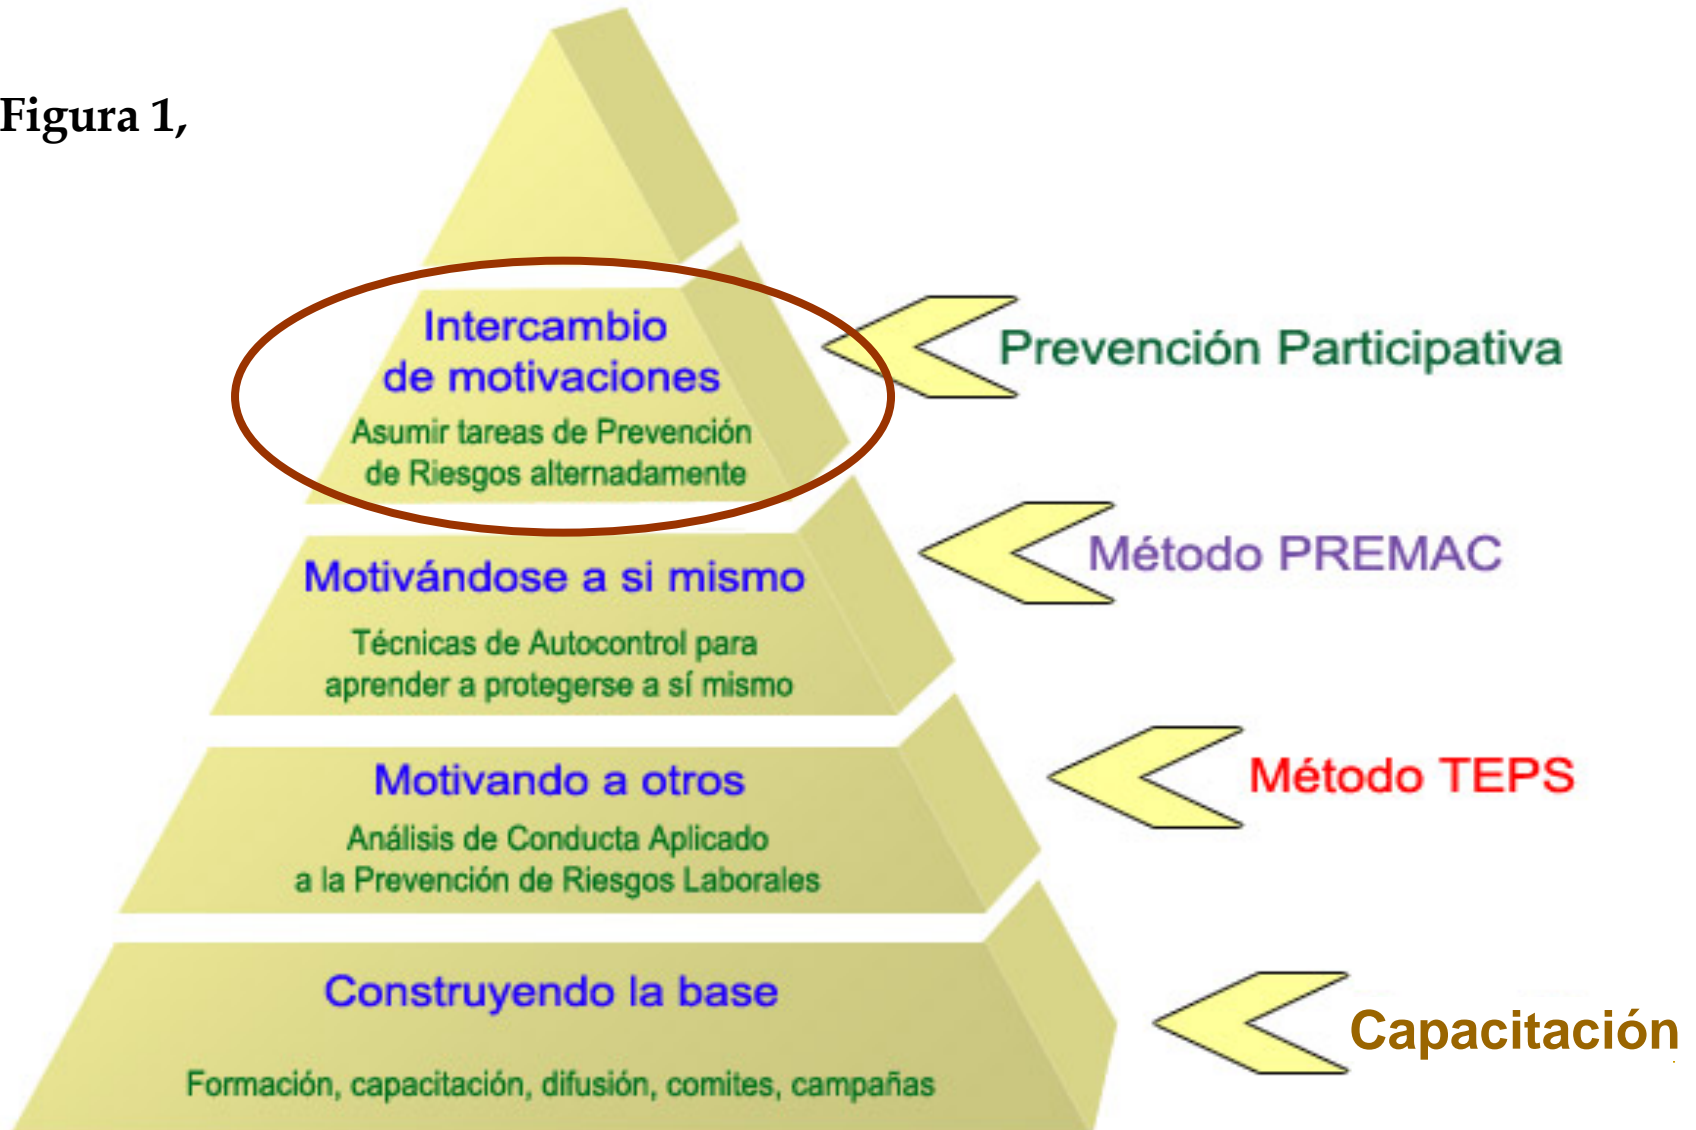 Figura 1,
Intercambio
de motivaciones
Asumir tareas de Prevención
de Riesgos alternadamente
Prevención Participativa
Motivándose a si mismo
Técnicas de Autocontrol para
aprender a protegerse a sí mismo
Método PREMAC
Motivando a otros
Análisis de Conducta Aplicado
a la Prevención de Riesgos Laborales
Método TEPS
Construyendo la base
Formación, capacitación, difusión, comites, campañas
Capacitación